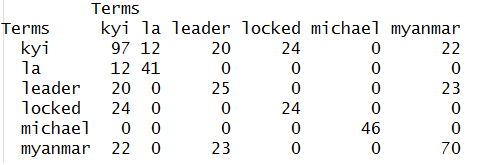 Terms
Terms kyi la leader locked michael myanmar
kyi 97 12 20 24 0 22
la 12 41 0 0 0 0
leader 20 0 25 0 0 23
locked 24 0 0 24 0 0
michael 0 0 0 0 46 0
myanmar 22 0 23 0 0 70